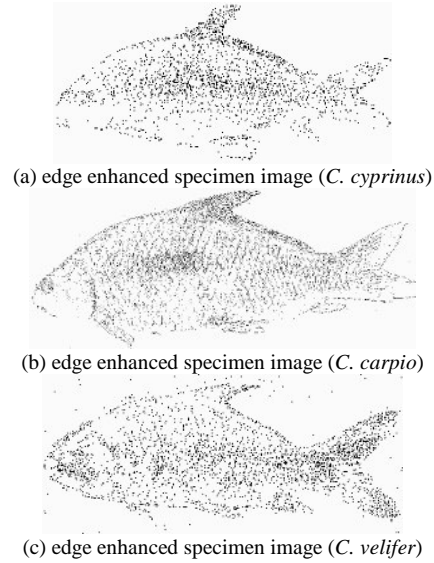 (a) edge enhanced specimen image (C. cyprinus)
(b) edge enhanced specimen image (C. carpio)
(c) edge enhanced specimen image (C. velifer)